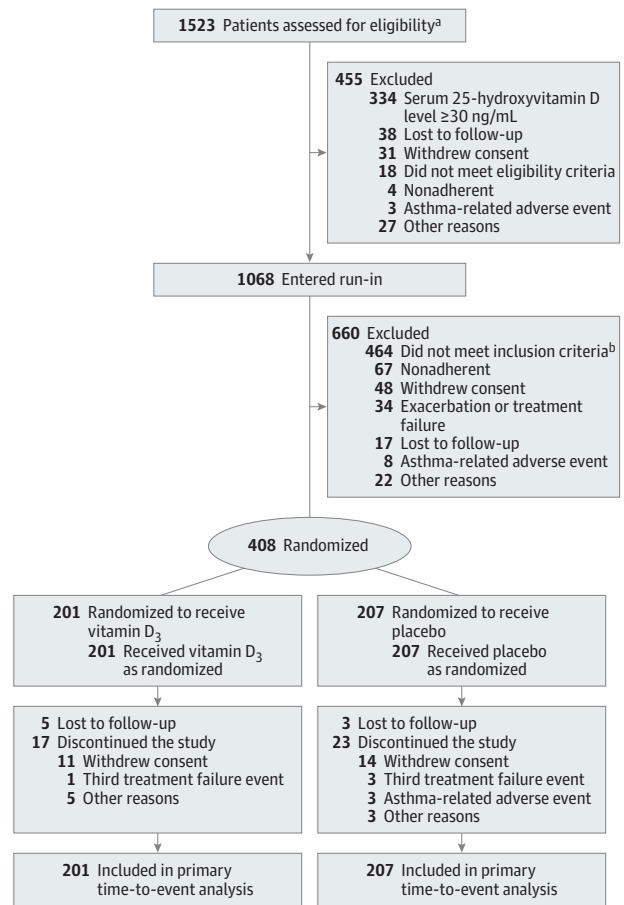 1523 Patients assessed for eligibilitya
455 Excluded
334 Serum 25-hydroxyvitamin D
level ≥30 ng/mL
38 Lost to follow-up
31 Withdrew consent
18 Did not meet eligibility criteria
4 Nonadherent
3 Asthma-related adverse event
27 Other reasons
1068 Entered run-in
660 Excluded
464 Did not meet inclusion criteriab
67 Nonadherent
48 Withdrew consent
34 Exacerbation or treatment
failure
17 Lost to follow-up
8 Asthma-related adverse event
22 Other reasons
408 Randomized
201 Randomized to receive
vitamin D3
201 Received vitamin D3
as randomized
207 Randomized to receive
placebo
207 Received placebo
as randomized
5 Lost to follow-up
17 Discontinued the study
11 Withdrew consent
1 Third treatment failure event
5 Other reasons
3 Lost to follow-up
23 Discontinued the study
14 Withdrew consent
3 Third treatment failure event
3 Asthma-related adverse event
3 Other reasons
201 Included in primary
time-to-event analysis
207 Included in primary
time-to-event analysis